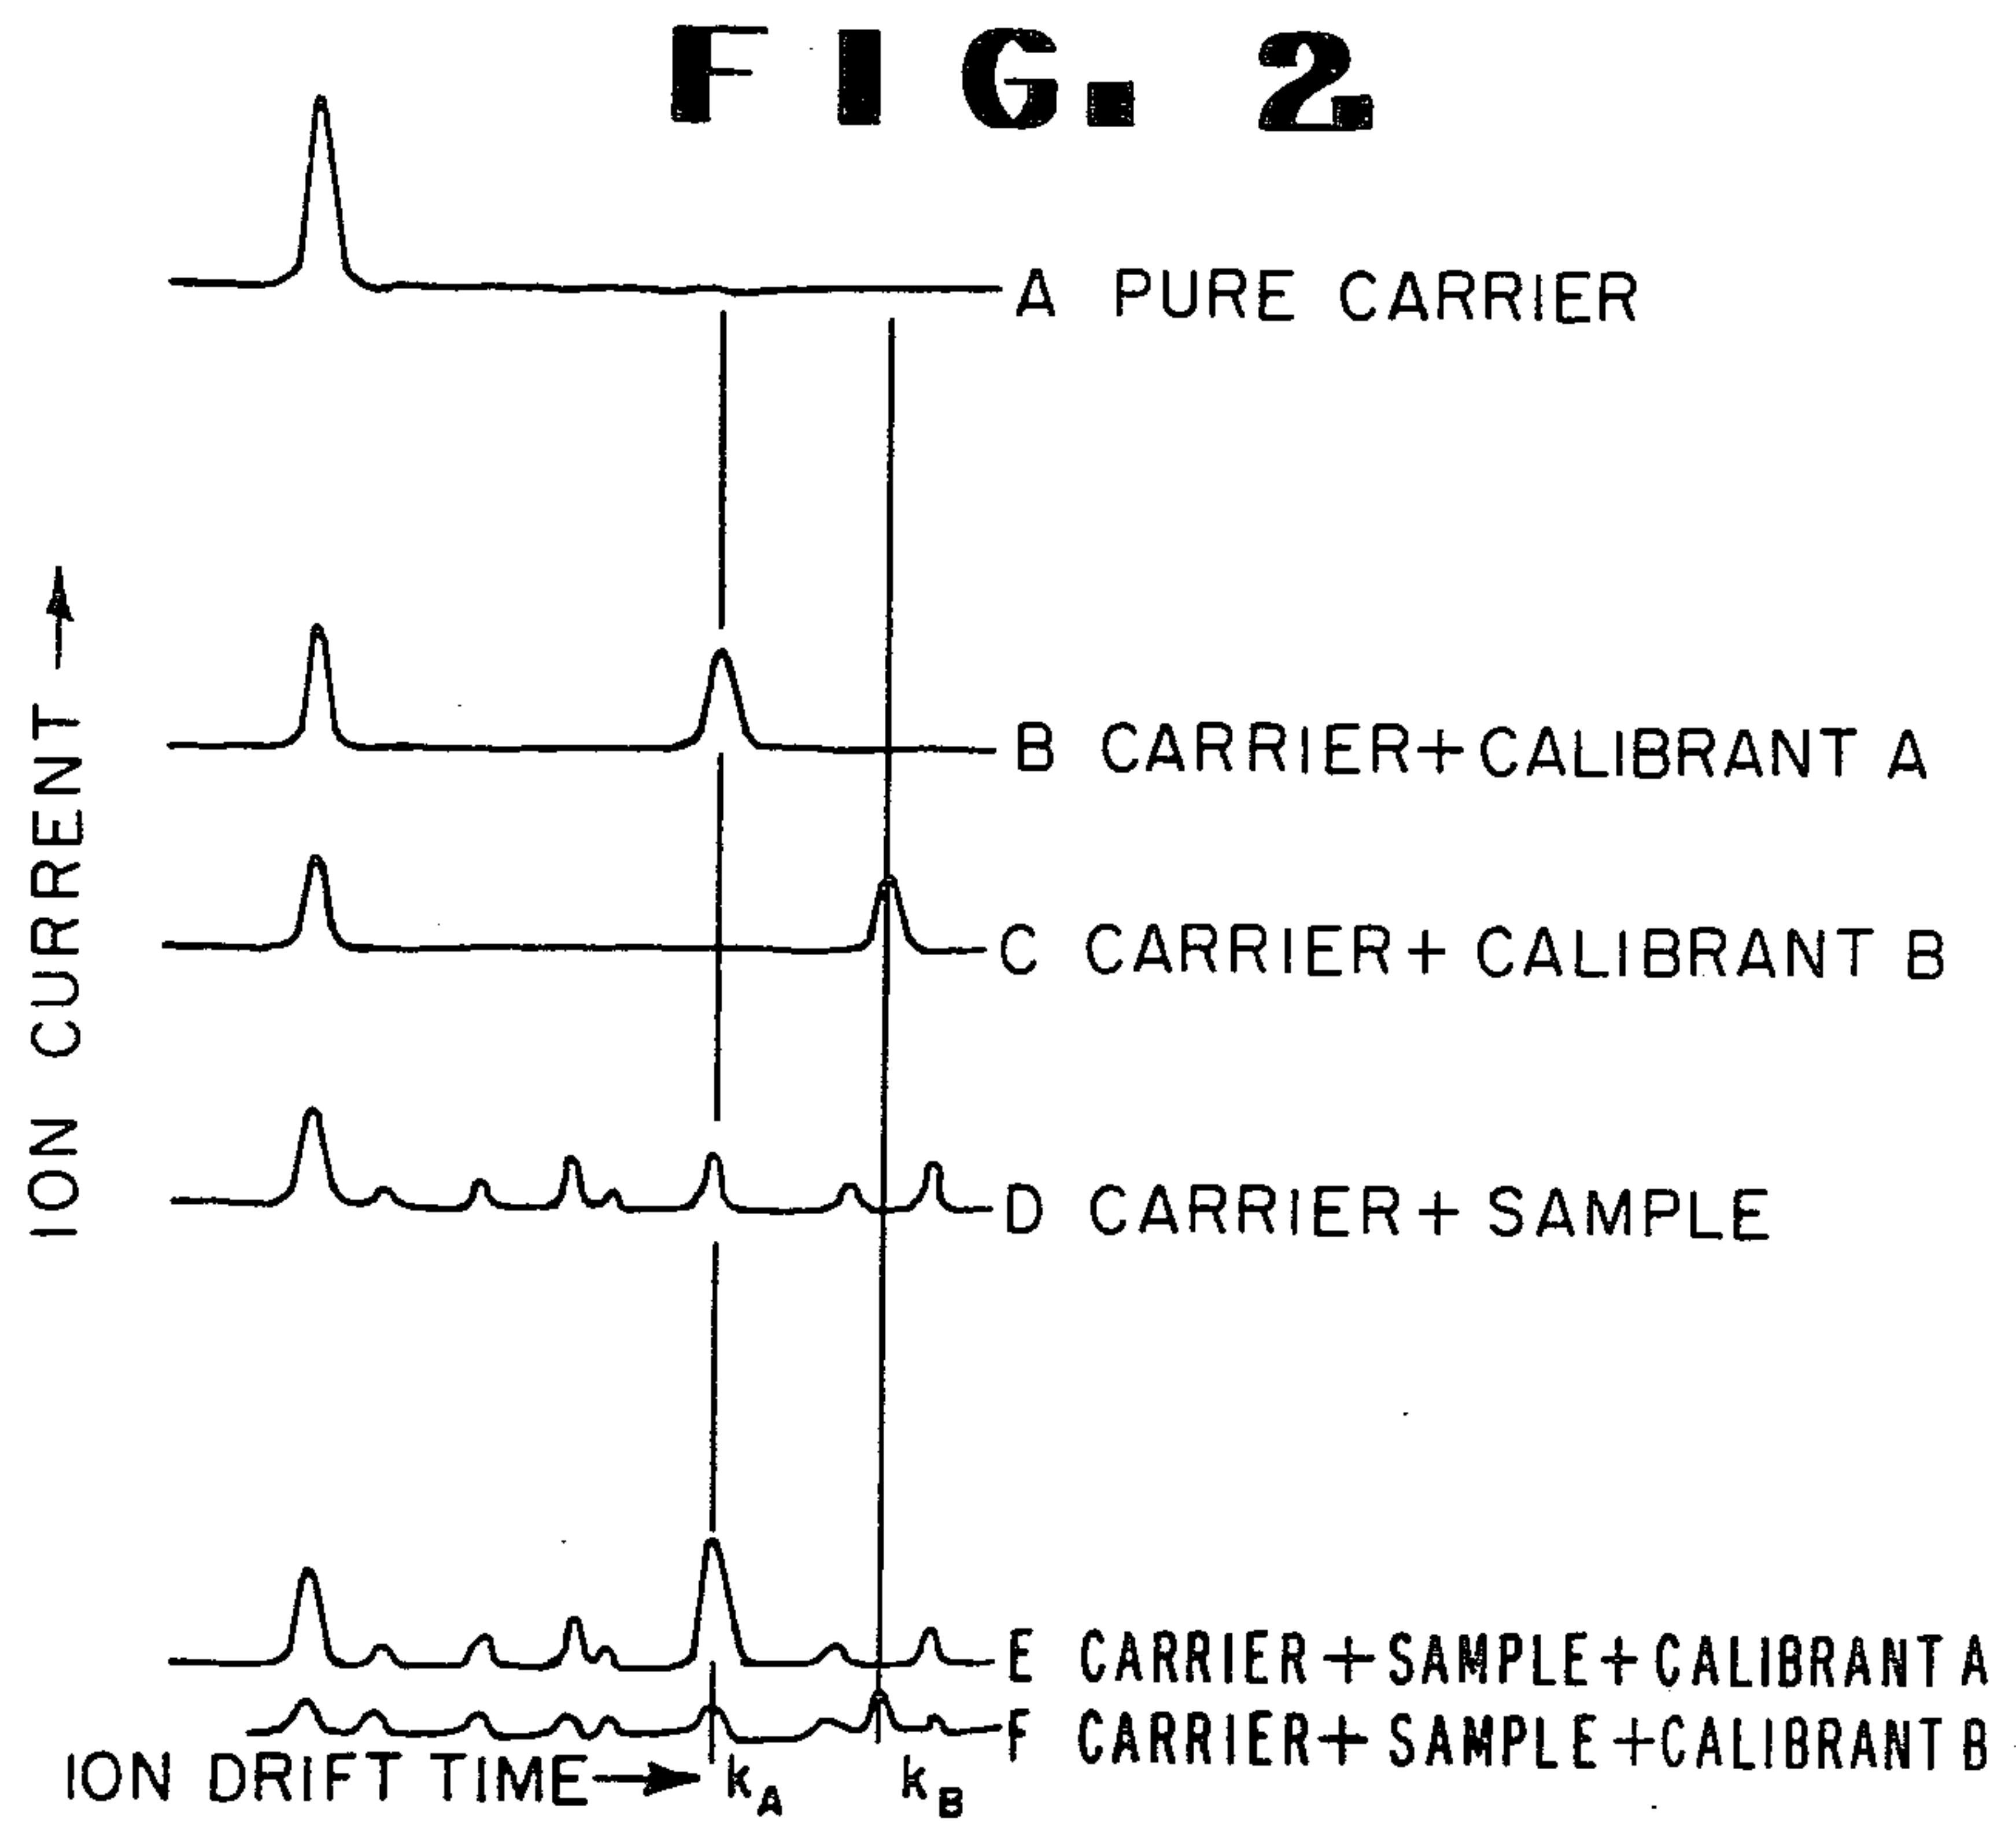 FIG. 2
A PURE CARRIER
B CARRIER+CALIBRANT A
C CARRIER+ CALIBRANT B
D CARRIER+ SAMPLE
E CARRIER+SAMPLE+CALIBRANT A
F CARRIER+ SAMPLE+CALIBRANT B
ION CURRENT →
ION DRIFT TIME→ kA kB